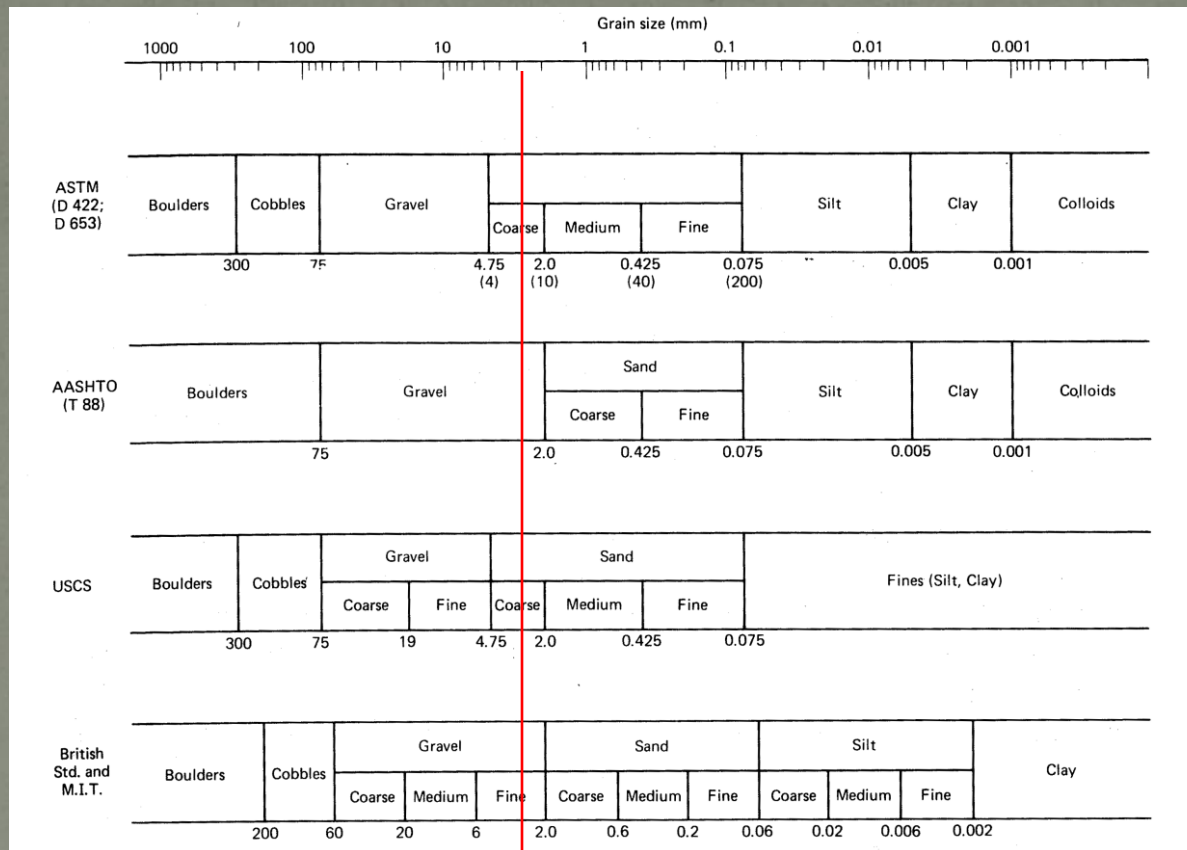 Grain size (mm)
1000 100 10 1 0.1 0.01 0.001
ASTM
(D 422;
D 653)
Boulders Cobbles Gravel Silt Clay Colloids
Coarse Medium Fine
300 75 4.75 2.0 0.425 0.075 0.005 0.001
(4) (10) (40) (200)
AASHTO
(T 88)
Boulders Gravel Sand Silt Clay Colloids
Coarse Fine
75 2.0 0.425 0.075 0.005 0.001
USCS
Gravel Sand
Boulders Cobbles Fines (Silt, Clay)
Coarse Fine Coarse Medium Fine
300 75 19 4.75 2.0 0.425 0.075
British
Std. and
M.I.T.
Gravel Sand Silt
Boulders Cobbles Clay
Coarse Medium Fine Coarse Medium Fine Coarse Medium Fine
200 60 20 6 2.0 0.6 0.2 0.06 0.02 0.006 0.002